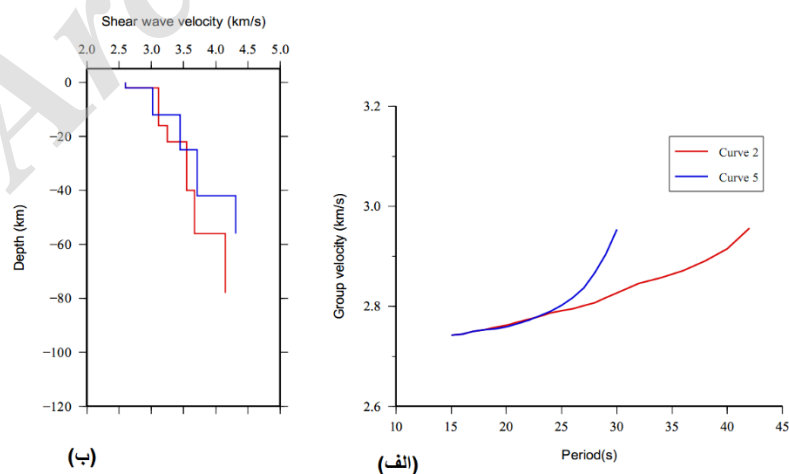 Shear wave velocity (km/s)
2.0 2.5 3.0 3.5 4.0 4.5 5.0
Depth (km)
0
−20
−40
−60
−80
−100
−120
(ب)
Group velocity (km/s)
3.2
3.0
2.8
2.6
Curve 2
Curve 5
10 15 20 25 30 35 40 45
Period(s)
(الف)